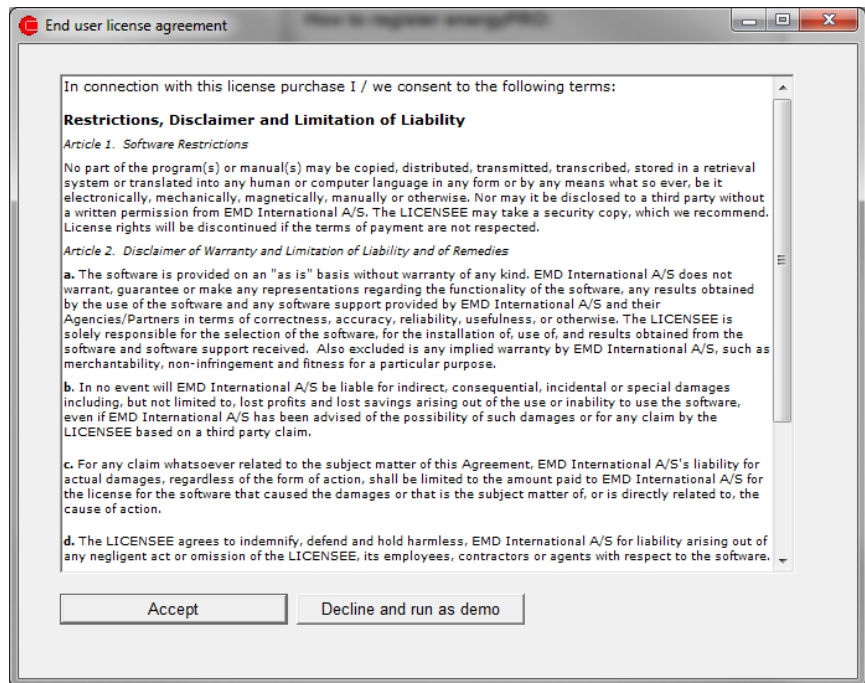 How to register energyPRO
End user license agreement
In connection with this license purchase I / we consent to the following terms:
Restrictions, Disclaimer and Limitation of Liability
Article 1.  Software Restrictions
No part of the program(s) or manual(s) may be copied, distributed, transmitted, transcribed, stored in a retrieval
system or translated into any human or computer language in any form or by any means what so ever, be it
electronically, mechanically, magnetically, manually or otherwise. Nor may it be disclosed to a third party without
a written permission from EMD International A/S. The LICENSEE may take a security copy, which we recommend.
License rights will be discontinued if the terms of payment are not respected.
Article 2.  Disclaimer of Warranty and Limitation of Liability and of Remedies
a. The software is provided on an "as is" basis without warranty of any kind. EMD International A/S does not
warrant, guarantee or make any representations regarding the functionality of the software, any results obtained
by the use of the software and any software support provided by EMD International A/S and their
Agencies/Partners in terms of correctness, accuracy, reliability, usefulness, or otherwise. The LICENSEE is
solely responsible for the selection of the software, for the installation of, use of, and results obtained from the
software and software support received.  Also excluded is any implied warranty by EMD International A/S, such as
merchantability, non-infringement and fitness for a particular purpose.
b. In no event will EMD International A/S be liable for indirect, consequential, incidental or special damages
including, but not limited to, lost profits and lost savings arising out of the use or inability to use the software,
even if EMD International A/S has been advised of the possibility of such damages or for any claim by the
LICENSEE based on a third party claim.
c. For any claim whatsoever related to the subject matter of this Agreement, EMD International A/S's liability for
actual damages, regardless of the form of action, shall be limited to the amount paid to EMD International A/S for
the license for the software that caused the damages or that is the subject matter of, or is directly related to, the
cause of action.
d. The LICENSEE agrees to indemnify, defend and hold harmless, EMD International A/S for liability arising out of
any negligent act or omission of the LICENSEE, its employees, contractors or agents with respect to the software.
Accept
Decline and run as demo